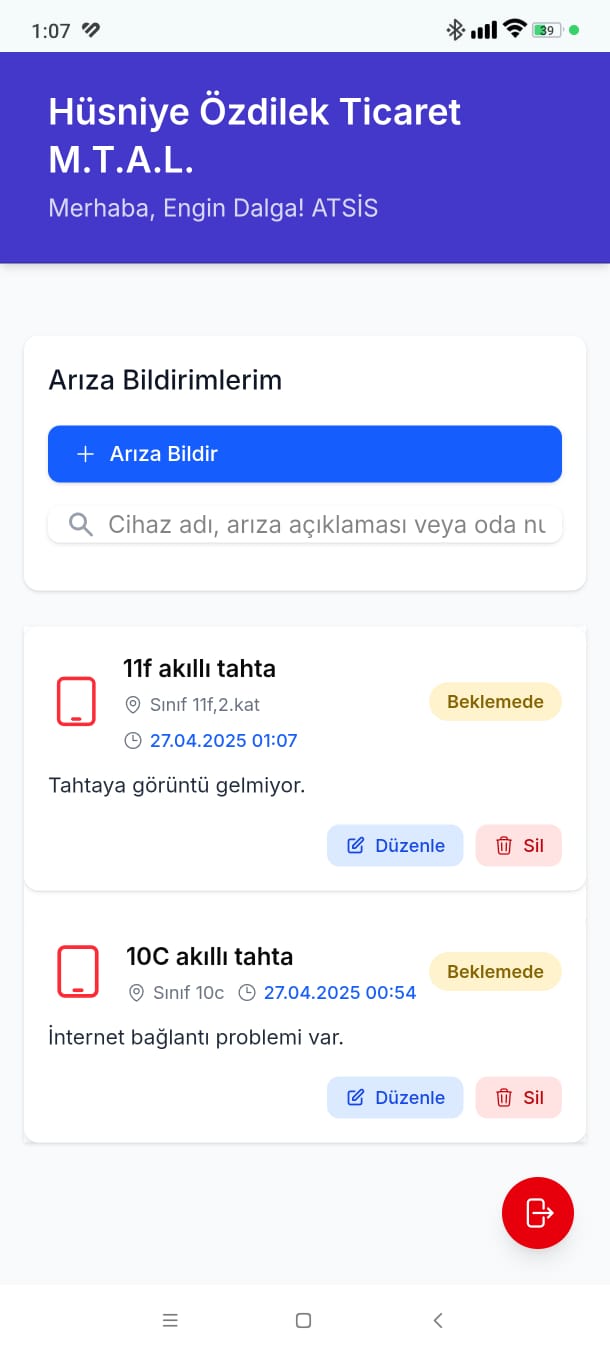 1:07
39
Hüsniye Özdilek Ticaret
M.T.A.L.
Merhaba, Engin Dalga! ATSİS
Arıza Bildirimlerim
Arıza Bildir
Cihaz adı, arıza açıklaması veya oda nu
11f akıllı tahta
Sınıf 11f,2.kat
Beklemede
27.04.2025 01:07
Tahtaya görüntü gelmiyor.
Düzenle Sil
10C akıllı tahta
Beklemede
Sınıf 10c 27.04.2025 00:54
İnternet bağlantı problemi var.
Düzenle Sil